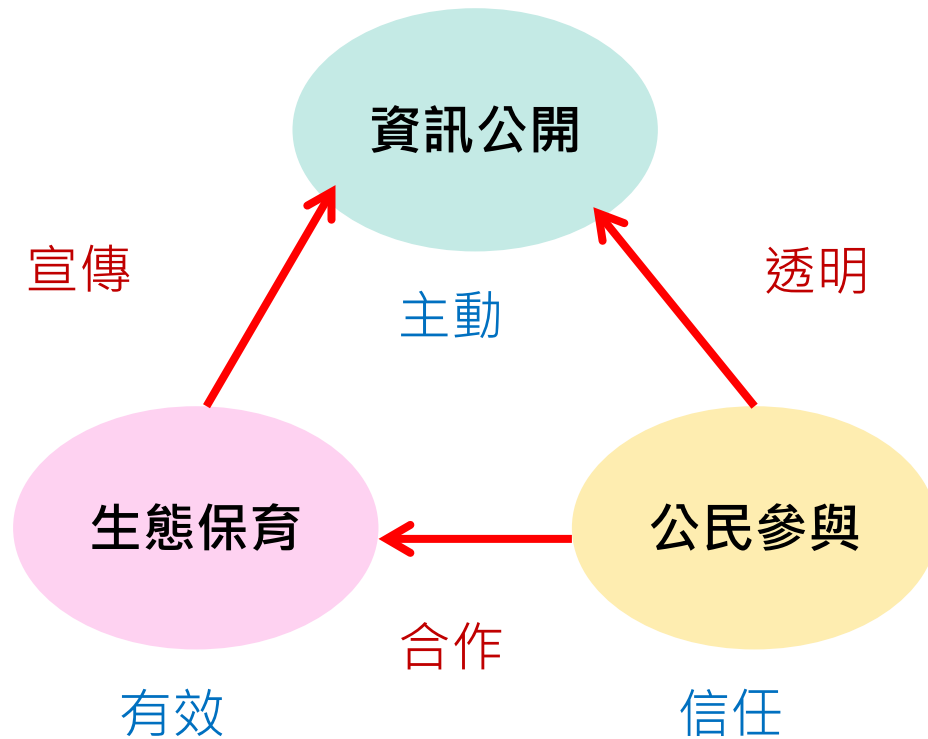 資訊公開
宣傳
透明
主動
生態保育
公民參與
合作
有效
信任